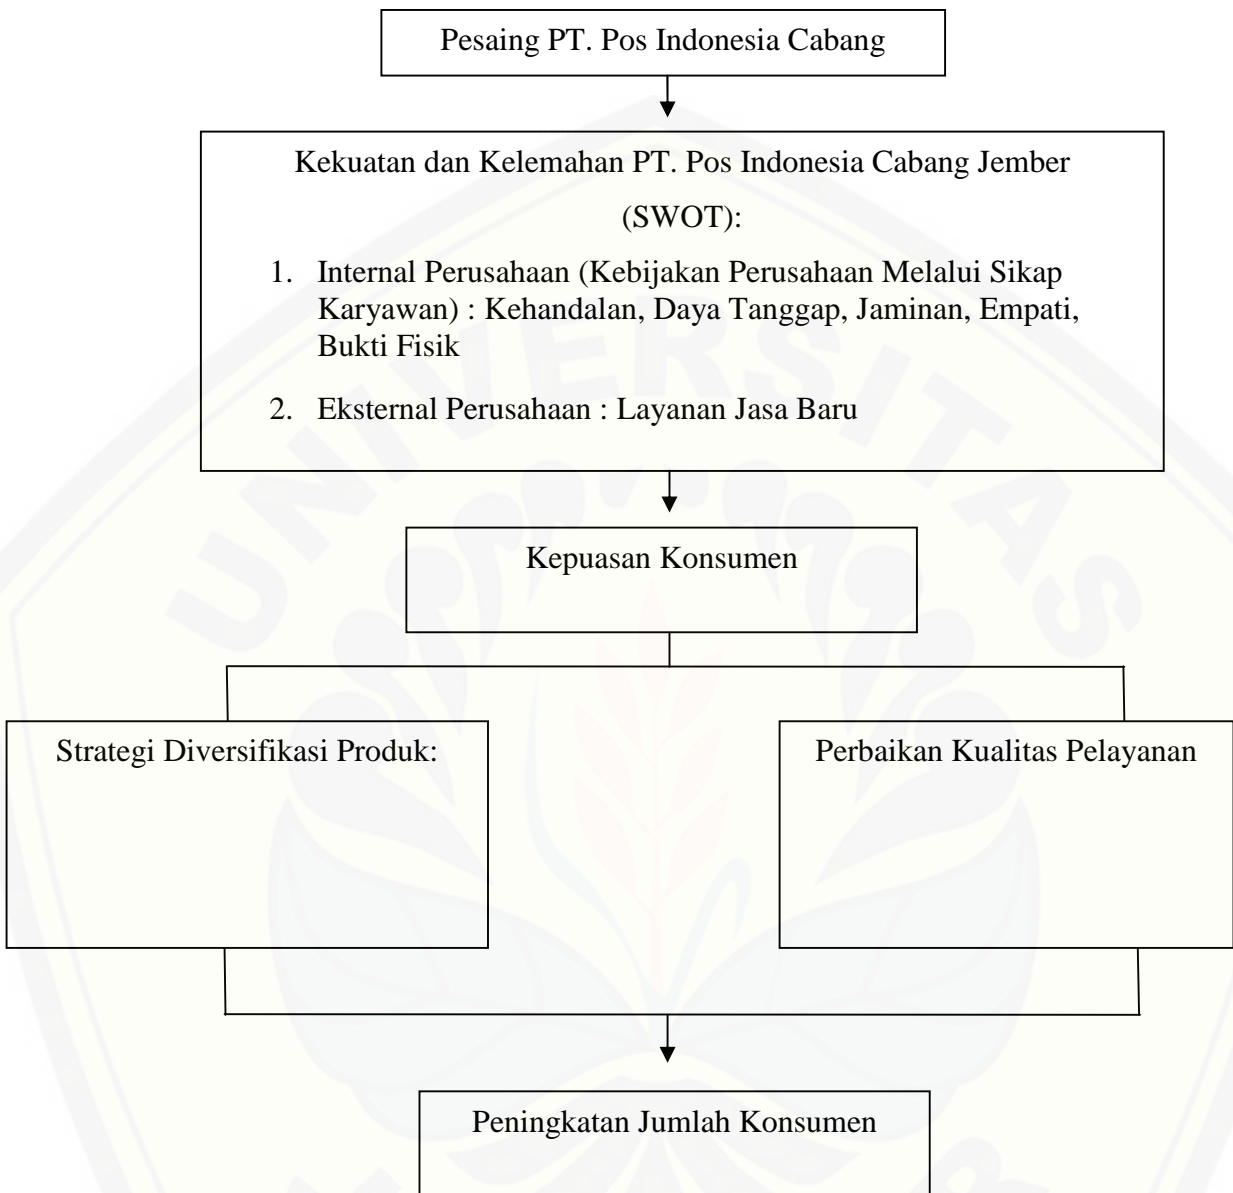 Pesaing PT. Pos Indonesia Cabang
Kekuatan dan Kelemahan PT. Pos Indonesia Cabang Jember
(SWOT):
1. Internal Perusahaan (Kebijakan Perusahaan Melalui Sikap
Karyawan) : Kehandalan, Daya Tanggap, Jaminan, Empati,
Bukti Fisik
2. Eksternal Perusahaan : Layanan Jasa Baru
Kepuasan Konsumen
Strategi Diversifikasi Produk:
Perbaikan Kualitas Pelayanan
Peningkatan Jumlah Konsumen
UNIVERSITAS